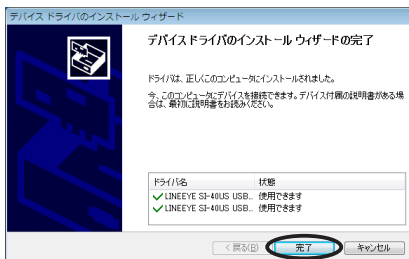 デバイス ドライバのインストール ウィザード
デバイス ドライバのインストール ウィザードの完了
ドライバは、正しくこのコンピュータにインストールされました。
今、このコンピュータにデバイスを接続できます。デバイス付属の説明書がある場
合は、最初に説明書をお読みください。
ドライバ名 状態
LINEEYE SI-40US USB... 使用できます
LINEEYE SI-40US USB... 使用できます
< 戻る(B) 完了 キャンセル